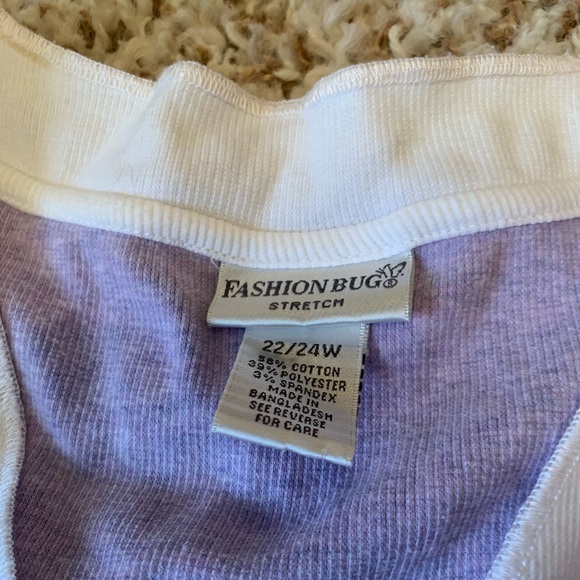 FASHION BUG®
STRETCH
22/24W
58% COTTON
39% POLYESTER
3% SPANDEX
MADE IN
BANGLADESH
SEE REVERSE
FOR CARE